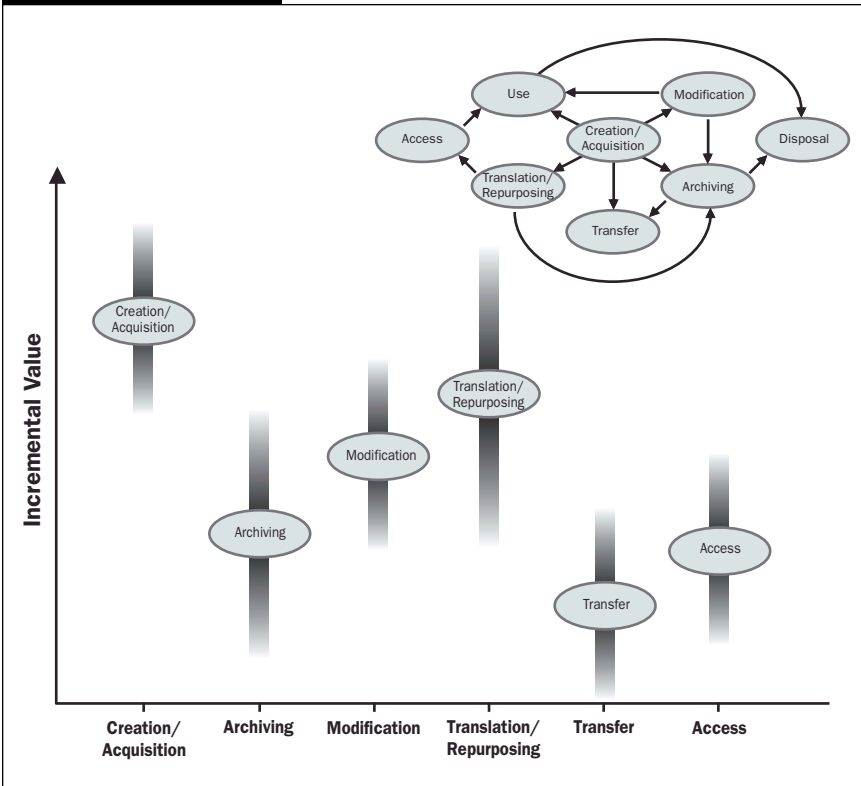 Use
Modification
Access
Creation/
Acquisition
Disposal
Translation/
Repurposing
Archiving
Transfer
Creation/
Acquisition
Translation/
Repurposing
Modification
Archiving
Access
Transfer
Incremental Value
Creation/
Acquisition
Archiving
Modification
Translation/
Repurposing
Transfer
Access